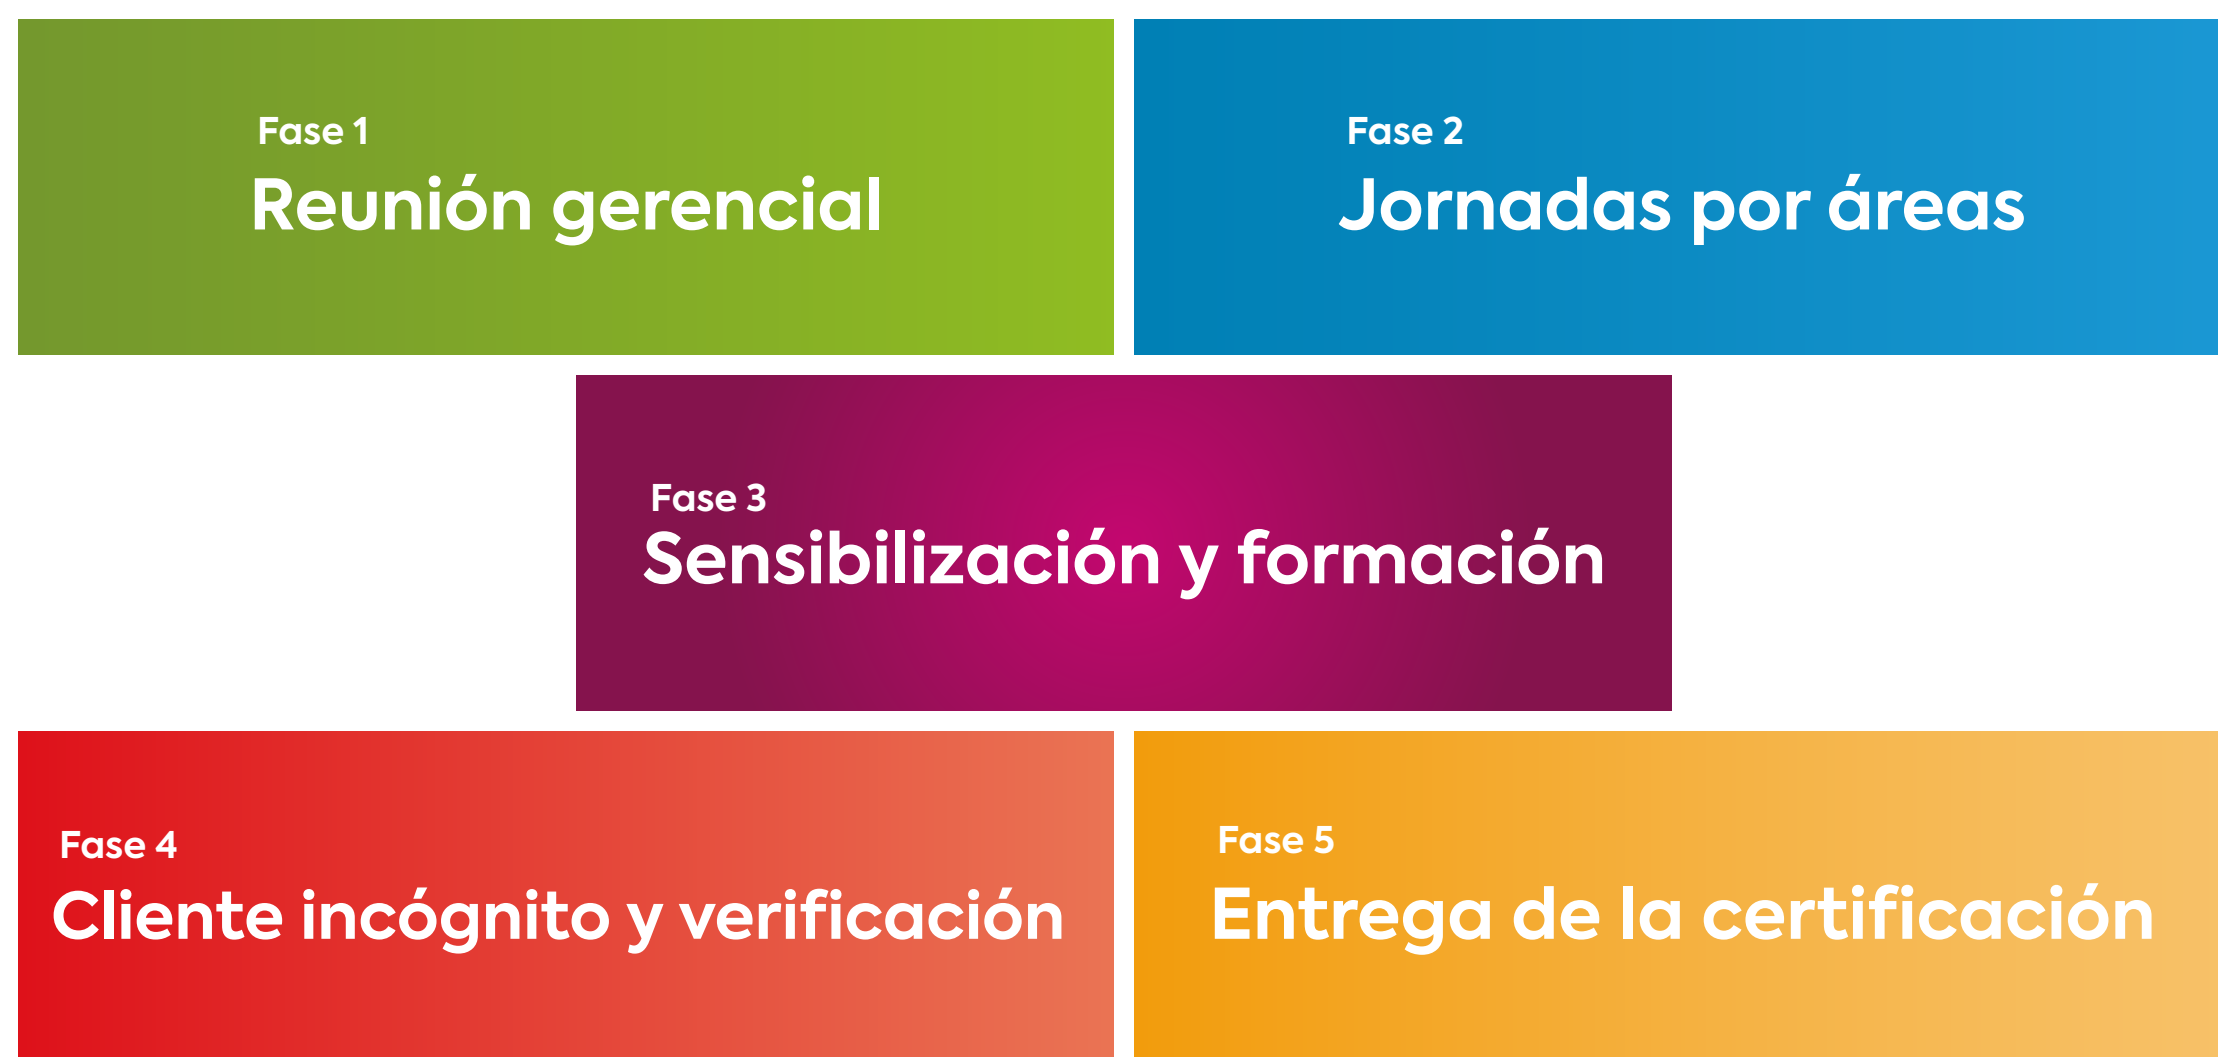 Fase 1
Reunión gerencial
Fase 2
Jornadas por áreas
Fase 3
Sensibilización y formación
Fase 4
Cliente incógnito y verificación
Fase 5
Entrega de la certificación